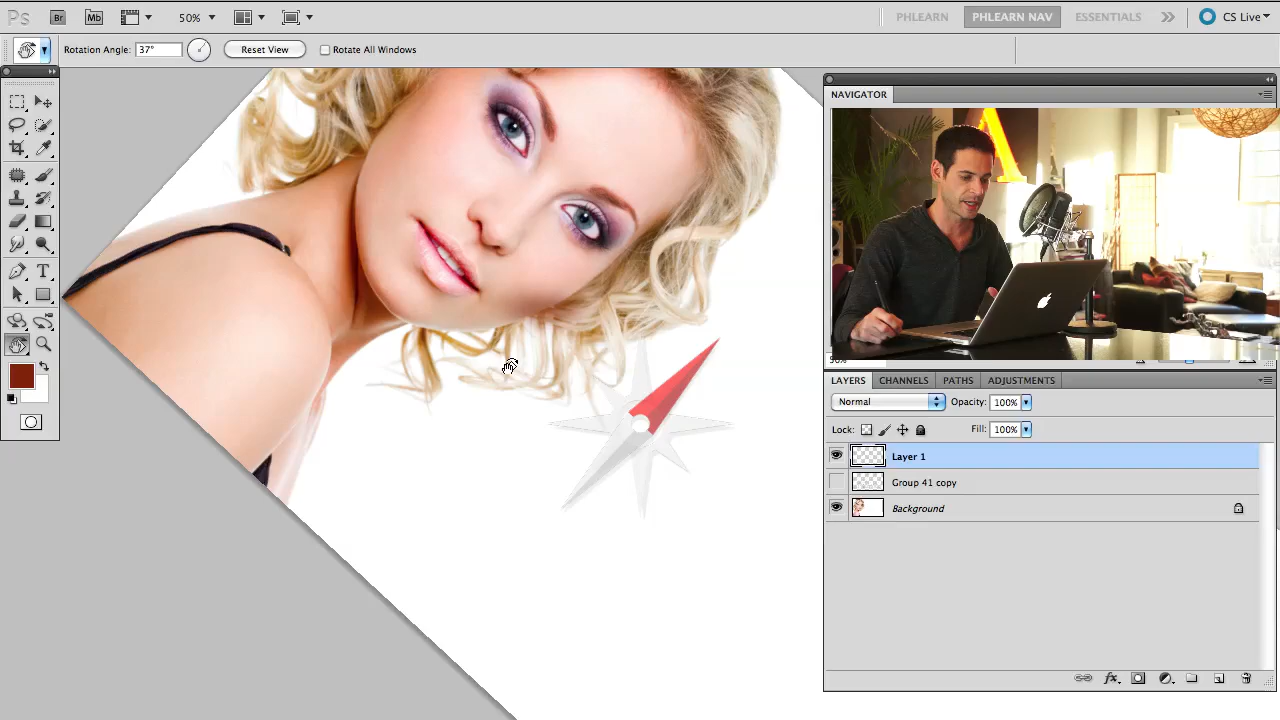 Ps Br Mb 50% PHLEARN PHLEARN NAV ESSENTIALS CS Live
Rotation Angle: 37° Reset View Rotate All Windows
NAVIGATOR
LAYERS CHANNELS PATHS ADJUSTMENTS
Normal Opacity: 100%
Lock: Fill: 100%
Layer 1
Group 41 copy
Background
fx
T